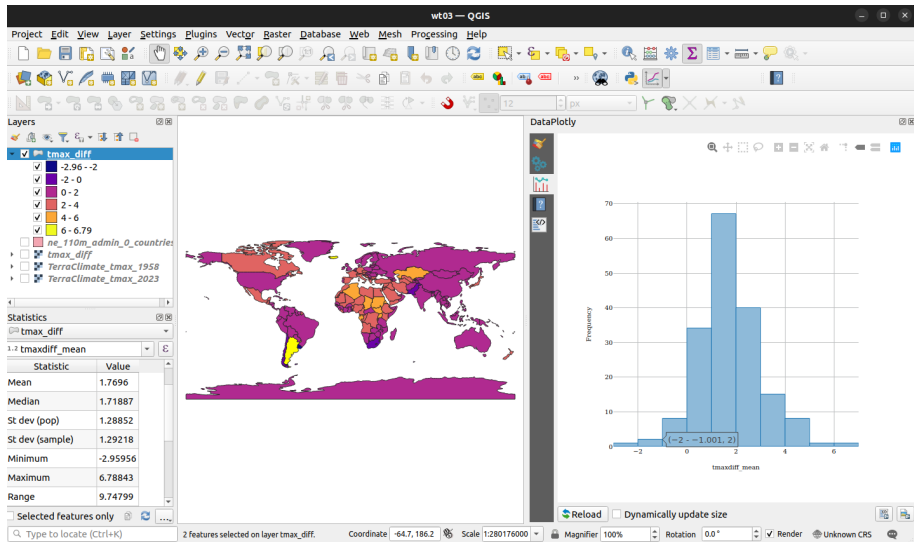 wt03 — QGIS
Project Edit View Layer Settings Plugins Vector Raster Database Web Mesh Processing Help
abc abc abc
12 px
Layers
tmax_diff
-2.96 - -2
-2 - 0
0 - 2
2 - 4
4 - 6
6 - 6.79
ne_110m_admin_0_countries
tmax_diff
TerraClimate_tmax_1958
TerraClimate_tmax_2023
Statistics
tmax_diff
1.2 tmaxdiff_mean ε
Statistic Value
Mean 1.7696
Median 1.71887
St dev (pop) 1.28852
St dev (sample) 1.29218
Minimum -2.95956
Maximum 6.78843
Range 9.74799
Selected features only
DataPlotly
70
60
50
40
30
20
10
0
Frequency
(−2 − −1.001, 2)
−2 0 2 4 6
tmaxdiff_mean
Reload Dynamically update size
Type to locate (Ctrl+K) 2 features selected on layer tmax_diff. Coordinate -64.7, 186.2 Scale 1:280176000 Magnifier 100% Rotation 0.0° Render Unknown CRS